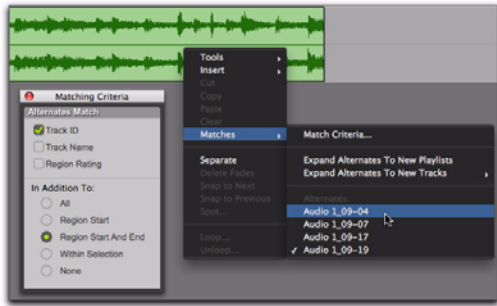 Matching Criteria
Alternates Match
Track ID
Track Name
Region Rating
In Addition To:
All
Region Start
Region Start And End
Within Selection
None
Tools
Insert
Cut
Copy
Paste
Clear
Matches
Separate
Delete Fades
Snap to Next
Snap to Previous
Spot...
Loop...
Unloop...
Match Criteria...
Expand Alternates To New Playlists
Expand Alternates To New Tracks
Alternates
Audio 1_09-04
Audio 1_09-07
Audio 1_09-17
✓ Audio 1_09-19